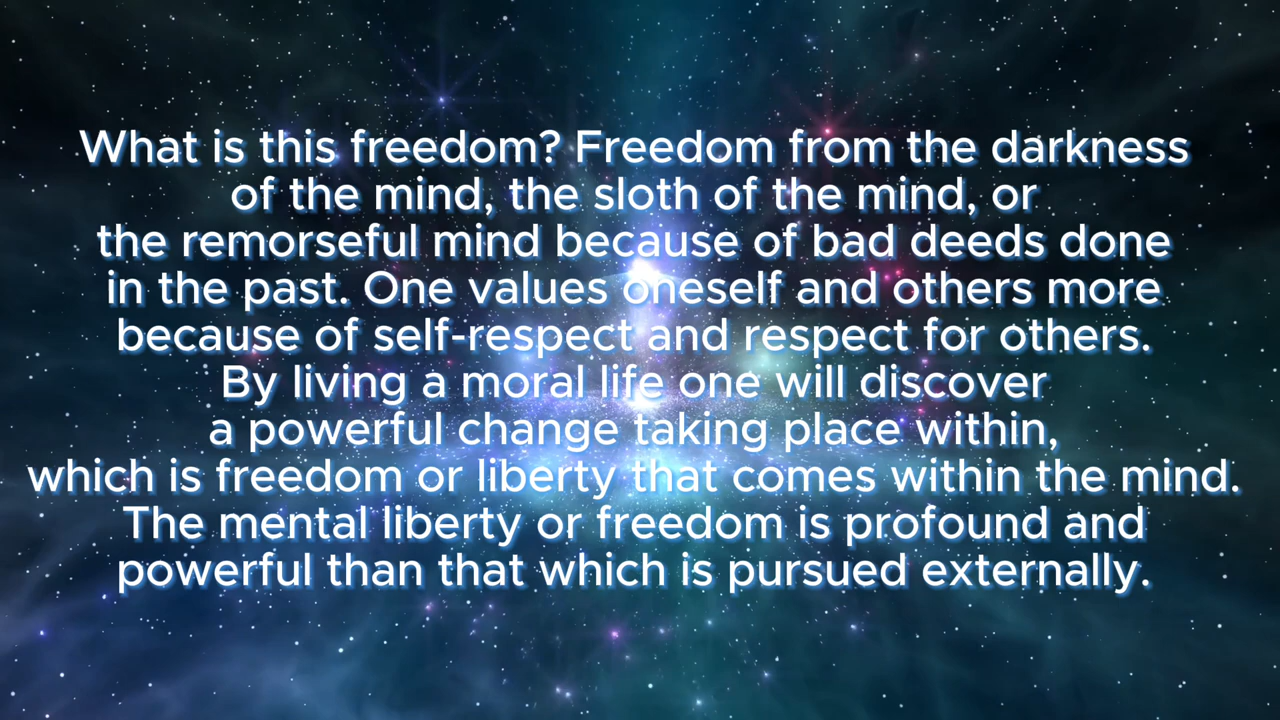 What is this freedom? Freedom from the darkness
of the mind, the sloth of the mind, or
the remorseful mind because of bad deeds done
in the past. One values oneself and others more
because of self-respect and respect for others.
By living a moral life one will discover
a powerful change taking place within,
which is freedom or liberty that comes within the mind.
The mental liberty or freedom is profound and
powerful than that which is pursued externally.